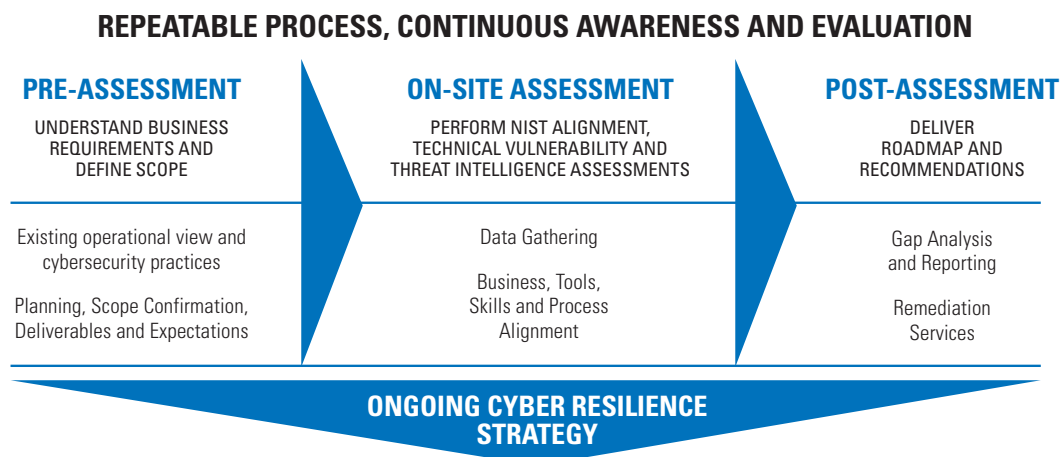 REPEATABLE PROCESS, CONTINUOUS AWARENESS AND EVALUATION
PRE-ASSESSMENT
UNDERSTAND BUSINESS
REQUIREMENTS AND
DEFINE SCOPE
Existing operational view and
cybersecurity practices
Planning, Scope Confirmation,
Deliverables and Expectations
ON-SITE ASSESSMENT
PERFORM NIST ALIGNMENT,
TECHNICAL VULNERABILITY AND
THREAT INTELLIGENCE ASSESSMENTS
Data Gathering
Business, Tools,
Skills and Process
Alignment
POST-ASSESSMENT
DELIVER
ROADMAP AND
RECOMMENDATIONS
Gap Analysis
and Reporting
Remediation
Services
ONGOING CYBER RESILIENCE
STRATEGY